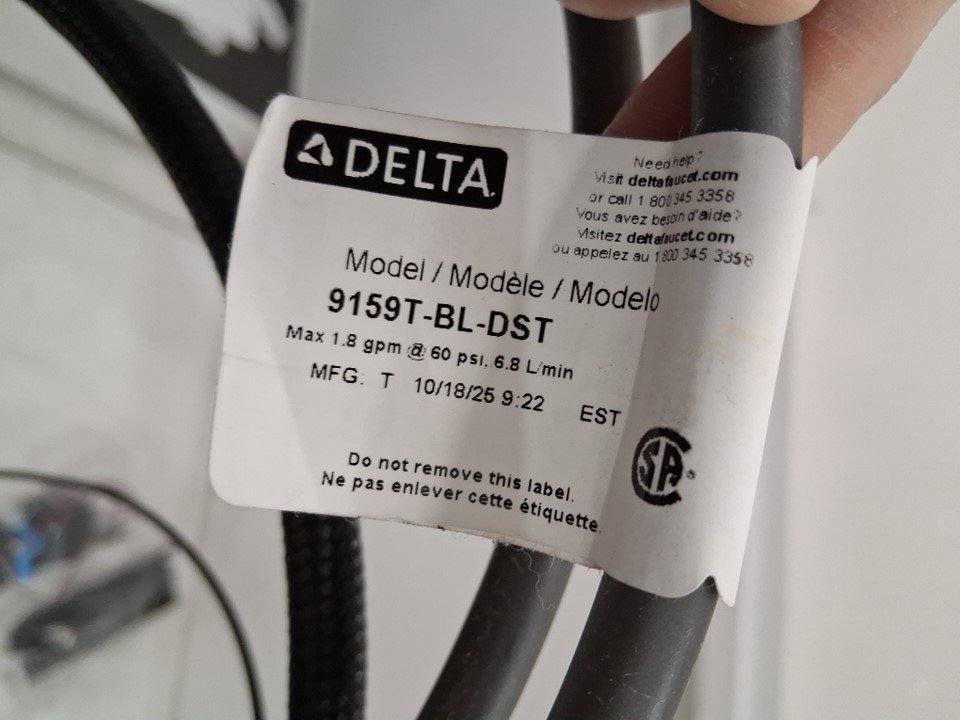 DELTA
Need help?
Visit deltafaucet.com
or call 1 800 345 3358
Vous avez besoin d'aide?
Visitez deltafaucet.com
ou appelez au 1 800 345 3358
Model / Modèle / Modelo
9159T-BL-DST
Max 1.8 gpm @ 60 psi, 6.8 L/min
MFG: T 10/18/25 9:22 EST
SA
Do not remove this label.
Ne pas enlever cette étiquette.